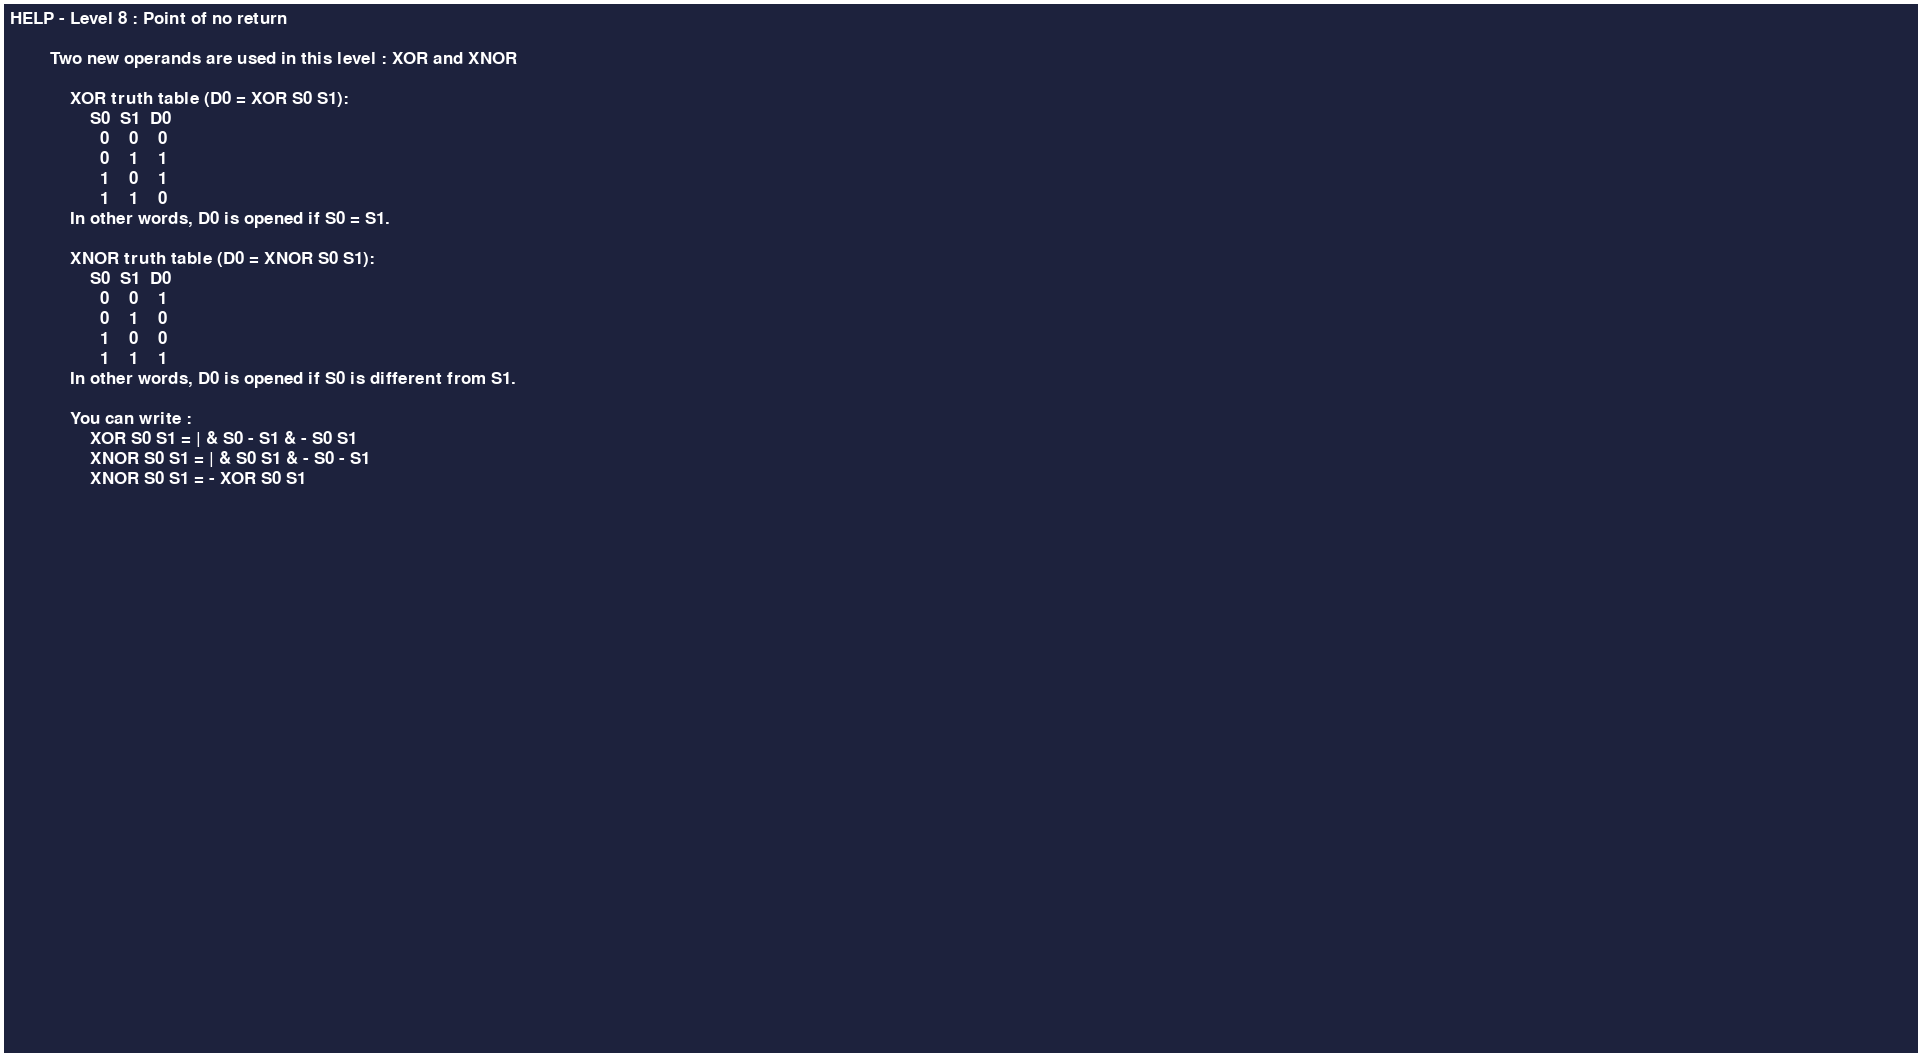 HELP - Level 8 : Point of no return
Two new operands are used in this level : XOR and XNOR
XOR truth table (D0 = XOR S0 S1):
S0 S1 D0
0 0 0
0 1 1
1 0 1
1 1 0
In other words, D0 is opened if S0 = S1.
XNOR truth table (D0 = XNOR S0 S1):
S0 S1 D0
0 0 1
0 1 0
1 0 0
1 1 1
In other words, D0 is opened if S0 is different from S1.
You can write :
XOR S0 S1 = | & S0 - S1 & - S0 S1
XNOR S0 S1 = | & S0 S1 & - S0 - S1
XNOR S0 S1 = - XOR S0 S1